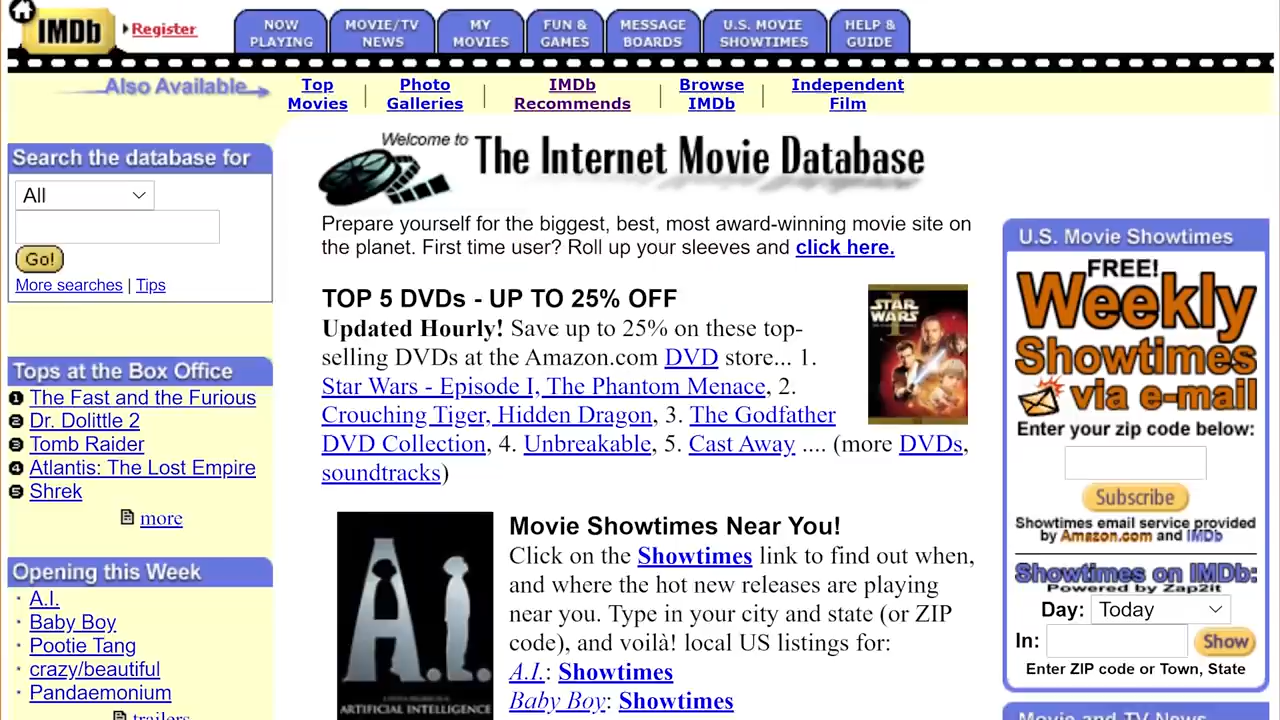 IMDb
Register
NOW PLAYING
MOVIE/TV NEWS
MY MOVIES
FUN & GAMES
MESSAGE BOARDS
U.S. MOVIE SHOWTIMES
HELP & GUIDE
Also Available
Top Movies
Photo Galleries
IMDb Recommends
Browse IMDb
Independent Film
Search the database for
All
Go!
More searches | Tips
Tops at the Box Office
1 The Fast and the Furious
2 Dr. Dolittle 2
3 Tomb Raider
4 Atlantis: The Lost Empire
5 Shrek
more
Opening this Week
· A.I.
· Baby Boy
· Pootie Tang
· crazy/beautiful
· Pandaemonium
trailers
Welcome to
The Internet Movie Database
Prepare yourself for the biggest, best, most award-winning movie site on
the planet. First time user? Roll up your sleeves and click here.
TOP 5 DVDs - UP TO 25% OFF
Updated Hourly! Save up to 25% on these top-
selling DVDs at the Amazon.com DVD store... 1.
Star Wars - Episode I, The Phantom Menace, 2.
Crouching Tiger, Hidden Dragon, 3. The Godfather
DVD Collection, 4. Unbreakable, 5. Cast Away .... (more DVDs,
soundtracks)
STAR WARS
I
A.I.
ARTIFICIAL INTELLIGENCE
Movie Showtimes Near You!
Click on the Showtimes link to find out when,
and where the hot new releases are playing
near you. Type in your city and state (or ZIP
code), and voilà! local US listings for:
A.I.: Showtimes
Baby Boy: Showtimes
U.S. Movie Showtimes
FREE!
Weekly
Showtimes
via e-mail
Enter your zip code below:
Subscribe
Showtimes email service provided
by Amazon.com and IMDb
Showtimes on IMDb:
Powered by Zap2it
Day: Today
In: Show
Enter ZIP code or Town, State
Movie and TV News